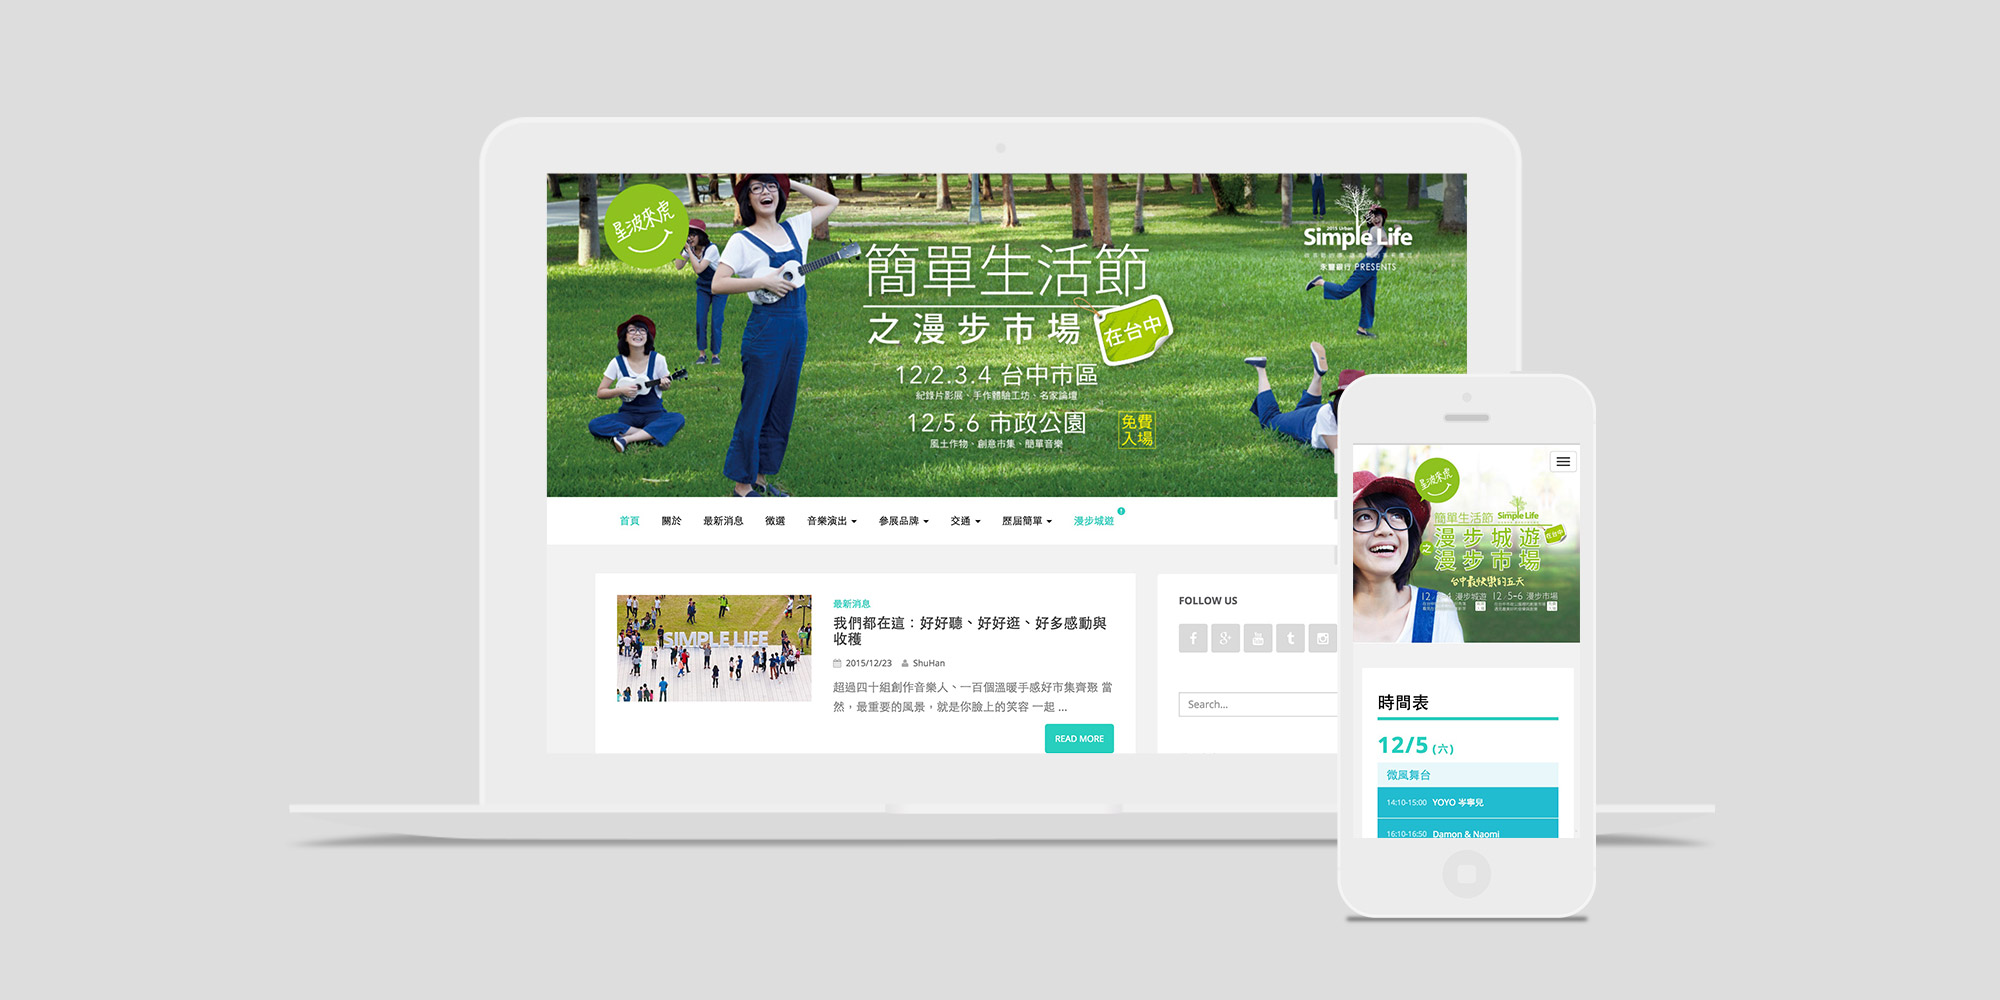 星波來虎
簡單生活節
之漫步市場
在台中
12/2.3.4 台中市區
紀錄片影展、手作體驗工坊、名家論壇
12/5.6 市政公園
風土作物、創意市集、簡單音樂
免費
入場
2015 Urban
Simple Life
永豐銀行 PRESENTS
首頁 關於 最新消息 徵選 音樂演出 參展品牌 交通 歷屆簡單 漫步城遊
SIMPLE LIFE
最新消息
我們都在這：好好聽、好好逛、好多感動與
收穫
2015/12/23 ShuHan
超過四十組創作音樂人、一百個溫暖手感好市集齊聚 當
然，最重要的風景，就是你臉上的笑容 一起 ...
READ MORE
FOLLOW US
Search...
星波來虎
簡單生活節
Simple Life
之漫步城遊
漫步市場
在台中
台中最快樂的五天
漫步城遊
12/5-6 漫步市場
時間表
12/5 (六)
微風舞台
14:10-15:00 YOYO 岑寧兒
16:10-16:50 Damon & Naomi